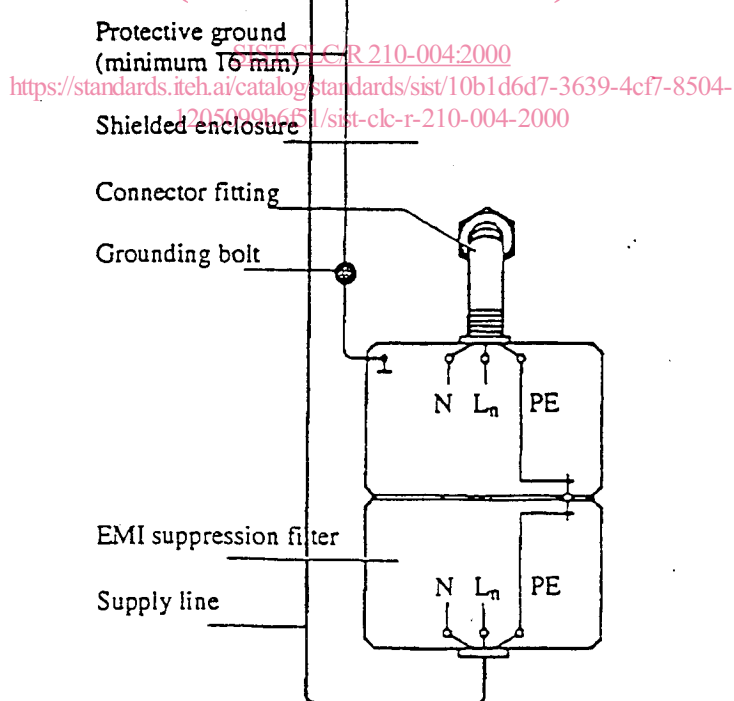 Protective ground
(minimum 16 mm)
SIST CLC/R 210-004:2000
https://standards.iteh.ai/catalog/standards/sist/10b1d6d7-3639-4cf7-8504-
1205099b6f51/sist-clc-r-210-004-2000
Shielded enclosure
Connector fitting
Grounding bolt
N Ln PE
EMI suppression filter
N Ln PE
Supply line